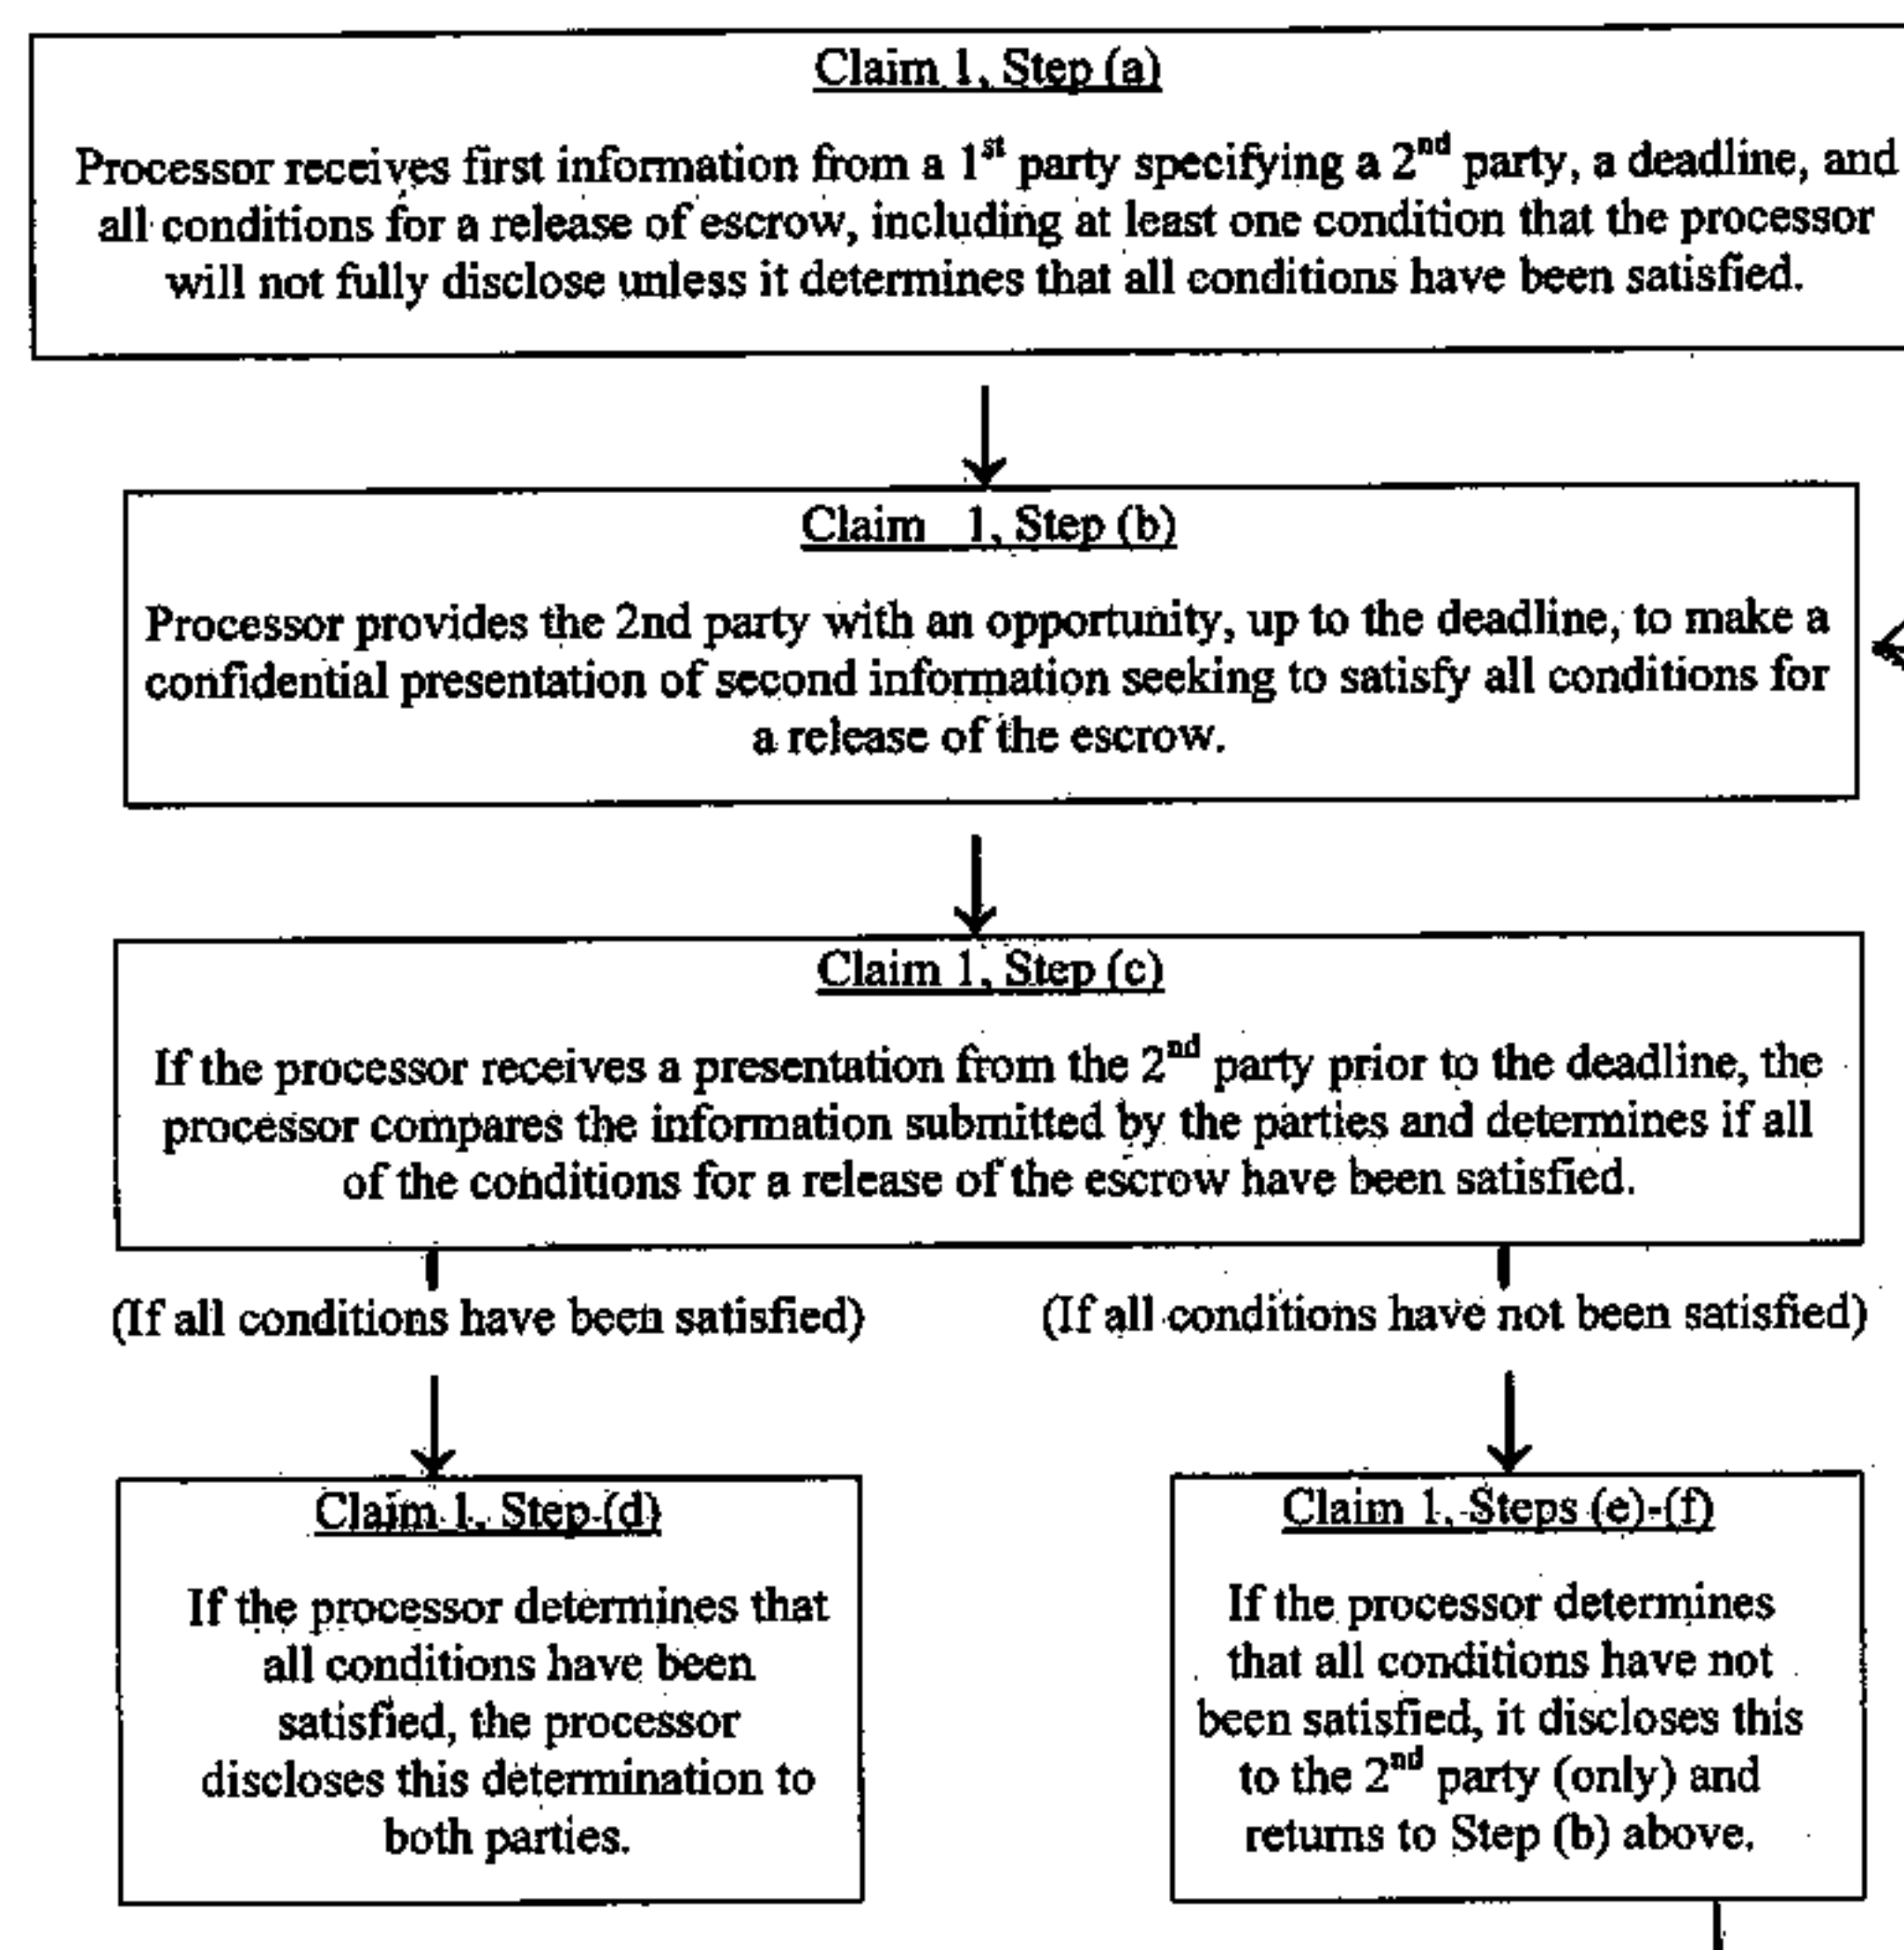 Claim 1, Step (a)
Processor receives first information from a 1st party specifying a 2nd party, a deadline, and
all conditions for a release of escrow, including at least one condition that the processor
will not fully disclose unless it determines that all conditions have been satisfied.
Claim 1, Step (b)
Processor provides the 2nd party with an opportunity, up to the deadline, to make a
confidential presentation of second information seeking to satisfy all conditions for
a release of the escrow.
Claim 1, Step (c)
If the processor receives a presentation from the 2nd party prior to the deadline, the
processor compares the information submitted by the parties and determines if all
of the conditions for a release of the escrow have been satisfied.
(If all conditions have been satisfied)
(If all conditions have not been satisfied)
Claim 1, Step (d)
If the processor determines that
all conditions have been
satisfied, the processor
discloses this determination to
both parties.
Claim 1, Steps (e)-(f)
If the processor determines
that all conditions have not
been satisfied, it discloses this
to the 2nd party (only) and
returns to Step (b) above.